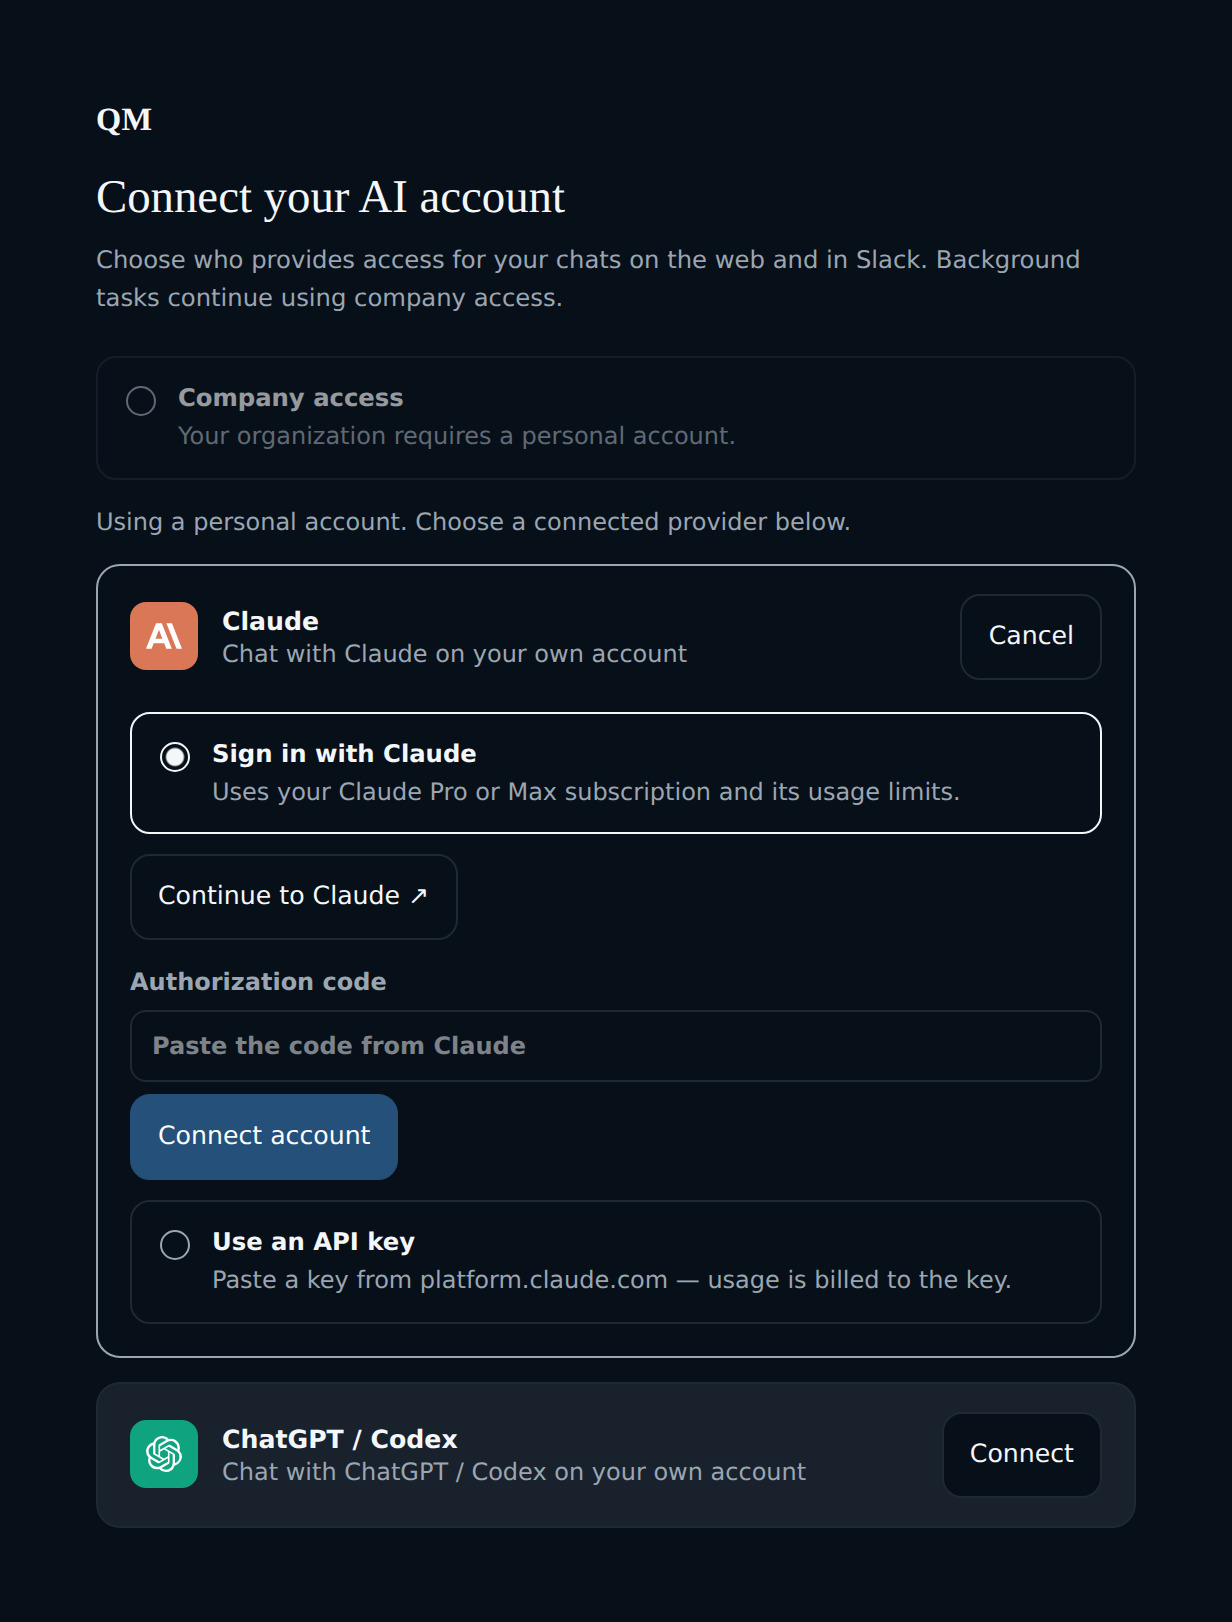 QM
Connect your AI account
Choose who provides access for your chats on the web and in Slack. Background
tasks continue using company access.
Company access
Your organization requires a personal account.
Using a personal account. Choose a connected provider below.
Claude
Chat with Claude on your own account
Cancel
Sign in with Claude
Uses your Claude Pro or Max subscription and its usage limits.
Continue to Claude ↗
Authorization code
Paste the code from Claude
Connect account
Use an API key
Paste a key from platform.claude.com — usage is billed to the key.
ChatGPT / Codex
Chat with ChatGPT / Codex on your own account
Connect